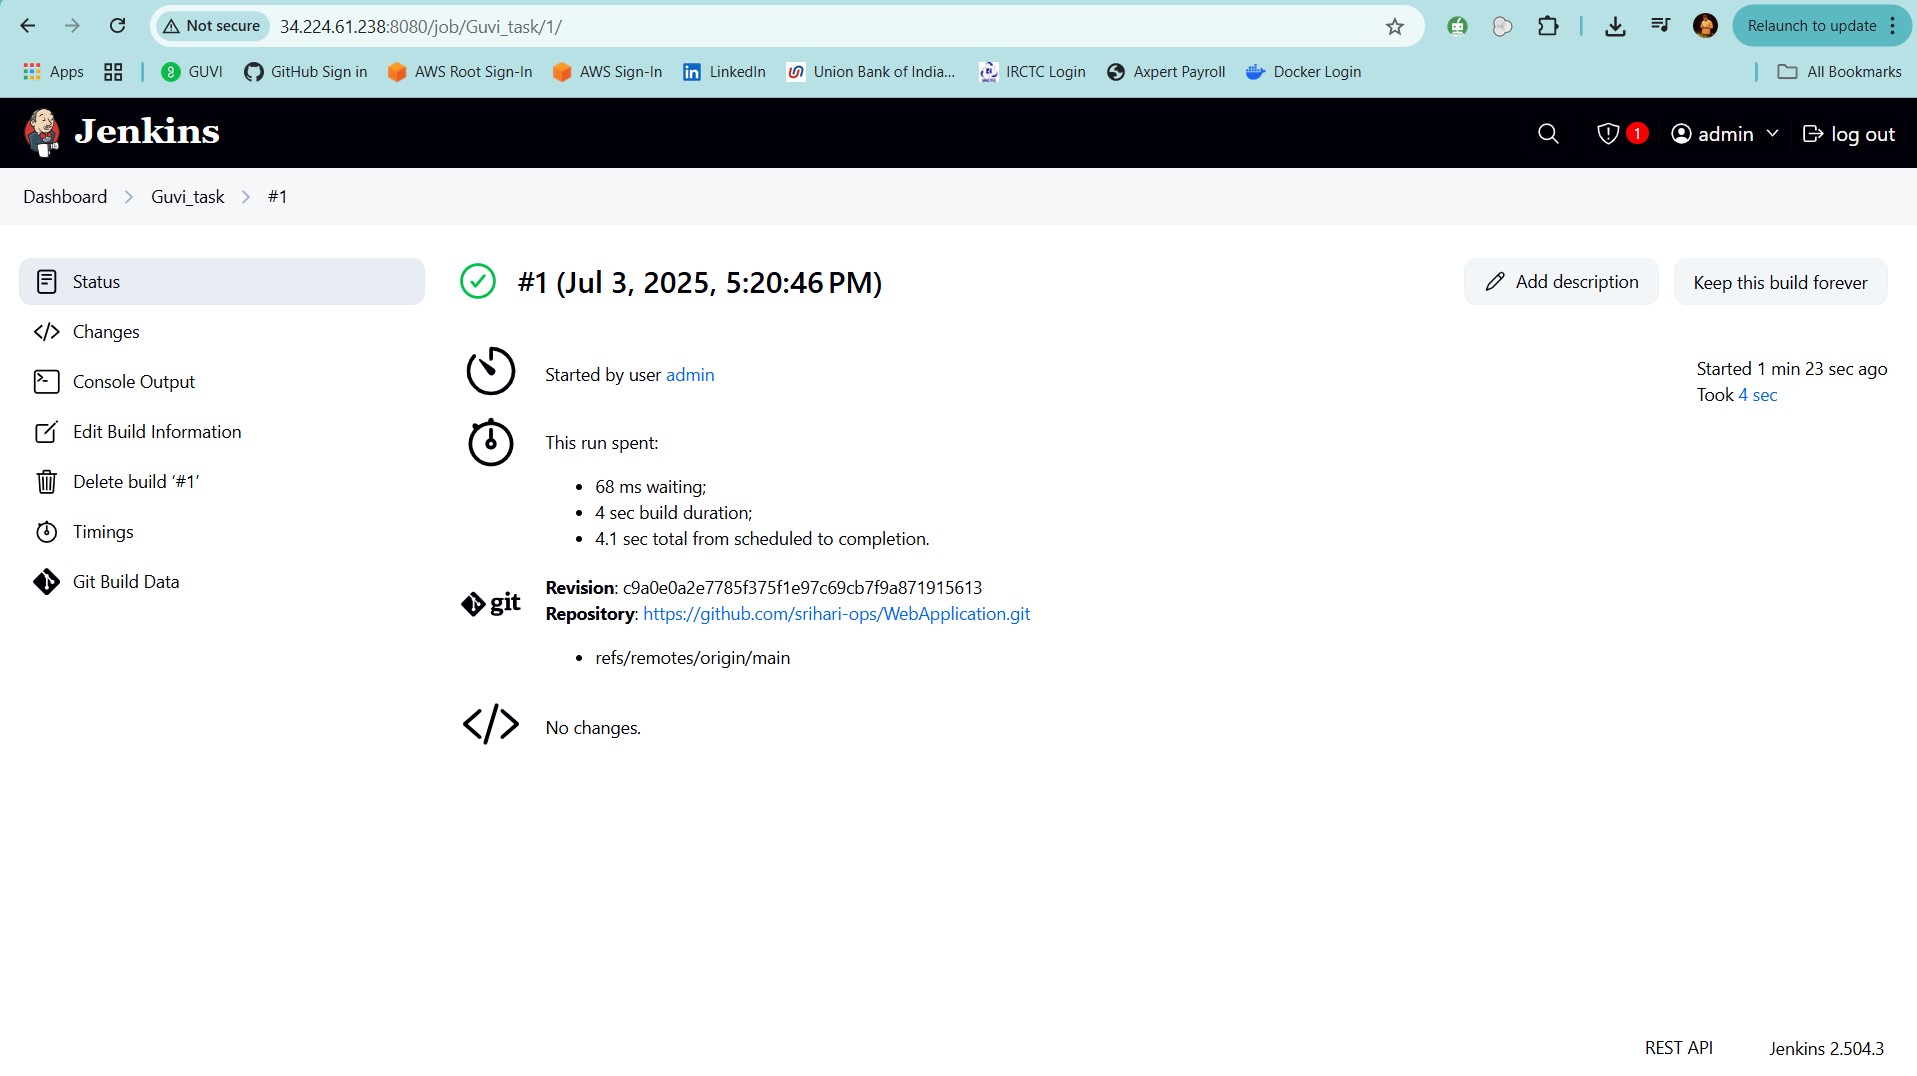 Not secure 34.224.61.238:8080/job/Guvi_task/1/ Relaunch to update
Apps GUVI GitHub Sign in AWS Root Sign-In AWS Sign-In LinkedIn Union Bank of India... IRCTC Login Axpert Payroll Docker Login All Bookmarks
Jenkins 1 admin log out
Dashboard Guvi_task #1
Status
Changes
Console Output
Edit Build Information
Delete build ‘#1’
Timings
Git Build Data
#1 (Jul 3, 2025, 5:20:46 PM)
Add description Keep this build forever
Started by user admin
Started 1 min 23 sec ago
Took 4 sec
This run spent:
68 ms waiting;
4 sec build duration;
4.1 sec total from scheduled to completion.
git
Revision: c9a0e0a2e7785f375f1e97c69cb7f9a871915613
Repository: https://github.com/srihari-ops/WebApplication.git
refs/remotes/origin/main
No changes.
REST API Jenkins 2.504.3